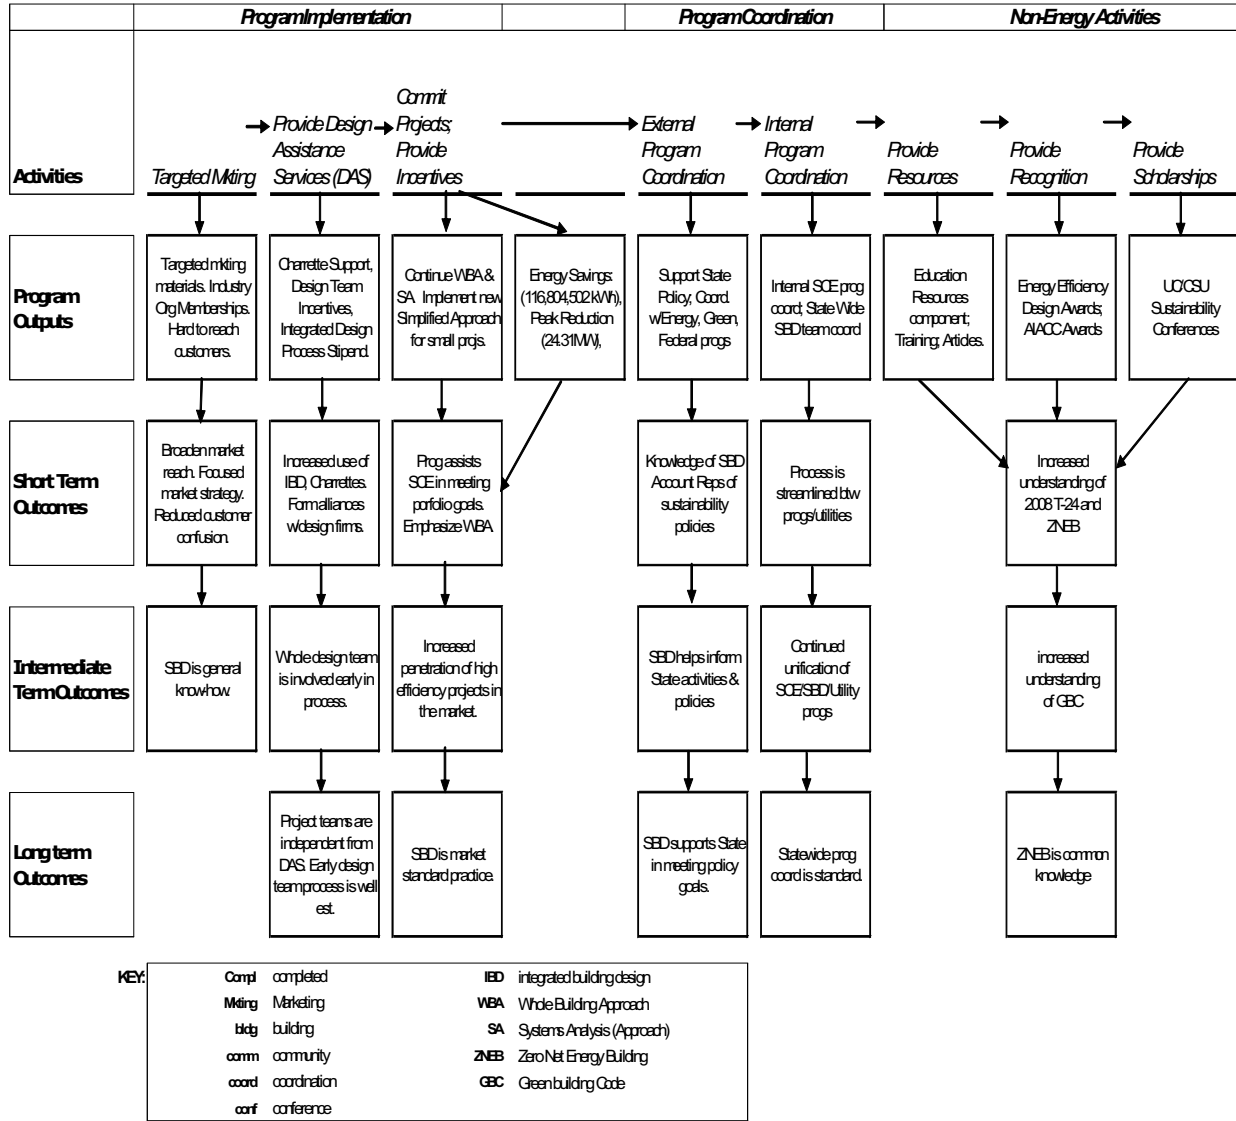 Program Implementation
Program Coordination
Non-Energy Activities
Activities
Targeted Mkting
Provide Design
Assistance
Services (DAS)
Commit
Projects;
Provide
Incentives
External
Program
Coordination
Internal
Program
Coordination
Provide
Resources
Provide
Recognition
Provide
Scholarships
Program
Outputs
Targeted mkting
materials. Industry
Org Memberships.
Hard to reach
customers.
Charrette Support,
Design Team
Incentives,
Integrated Design
Process Stipend.
Continue WBA &
SA Implement new
Simplified Approach
for small projs.
Energy Savings:
(116,804,502 kWh),
Peak Reduction
(24.31MW),
Support State
Policy; Coord.
w/Energy, Green,
Federal progs
Internal SCE prog
coord; State Wide
SBD team coord
Education
Resources
component;
Training; Articles.
Energy Efficiency
Design Awards;
AIACC Awards
UC/CSU
Sustainability
Conferences
Short Term
Outcomes
Broaden market
reach. Focused
market strategy.
Reduced customer
confusion.
Increased use of
IBD, Charrettes.
Form alliances
w/design firms.
Prog assists
SCE in meeting
porfolio goals.
Emphasize WBA
Knowledge of SBD
Account Reps of
sustainability
policies
Process is
streamlined btw
progs/utilities
Increased
understanding of
2008 T-24 and
ZNEB
Intermediate
Term Outcomes
SBD is general
know-how.
Whole design team
is involved early in
process.
Increased
penetration of high
efficiency projects in
the market.
SBD helps inform
State activities &
policies
Continued
unification of
SCE/SBD/Utility
progs
increased
understanding
of GBC
Long term
Outcomes
Project teams are
independent from
DAS. Early design
team process is well
est.
SBD is market
standard practice.
SBD supports State
in meeting policy
goals.
Statewide prog
coord is standard.
ZNEB is common
knowledge
KEY:
Compl completed
Mkting Marketing
bldg building
comm community
coord coordination
conf conference
IBD integrated building design
WBA Whole Building Approach
SA Systems Analysis (Approach)
ZNEB Zero Net Energy Building
GBC Green building Code